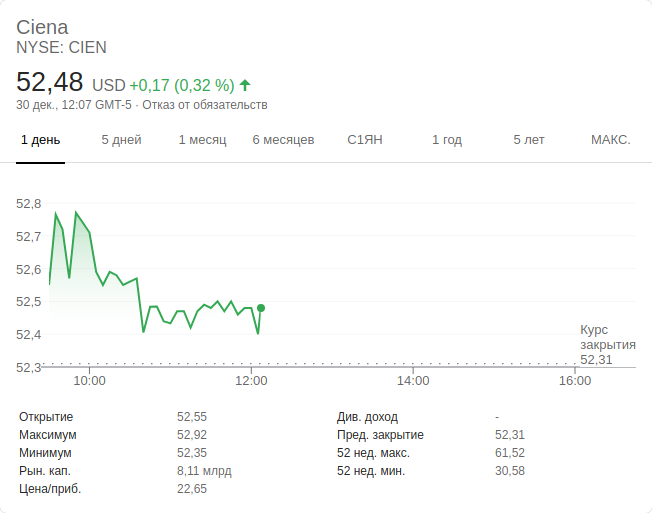 Ciena
NYSE: CIEN
52,48 USD +0,17 (0,32 %)
30 дек., 12:07 GMT-5 · Отказ от обязательств
1 день 5 дней 1 месяц 6 месяцев С1ЯН 1 год 5 лет МАКС.
52,8
52,7
52,6
52,5
52,4
52,3
Курс
закрытия
52,31
10:00 12:00 14:00 16:00
Открытие 52,55 Див. доход -
Максимум 52,92 Пред. закрытие 52,31
Минимум 52,35 52 нед. макс. 61,52
Рын. кап. 8,11 млрд 52 нед. мин. 30,58
Цена/приб. 22,65